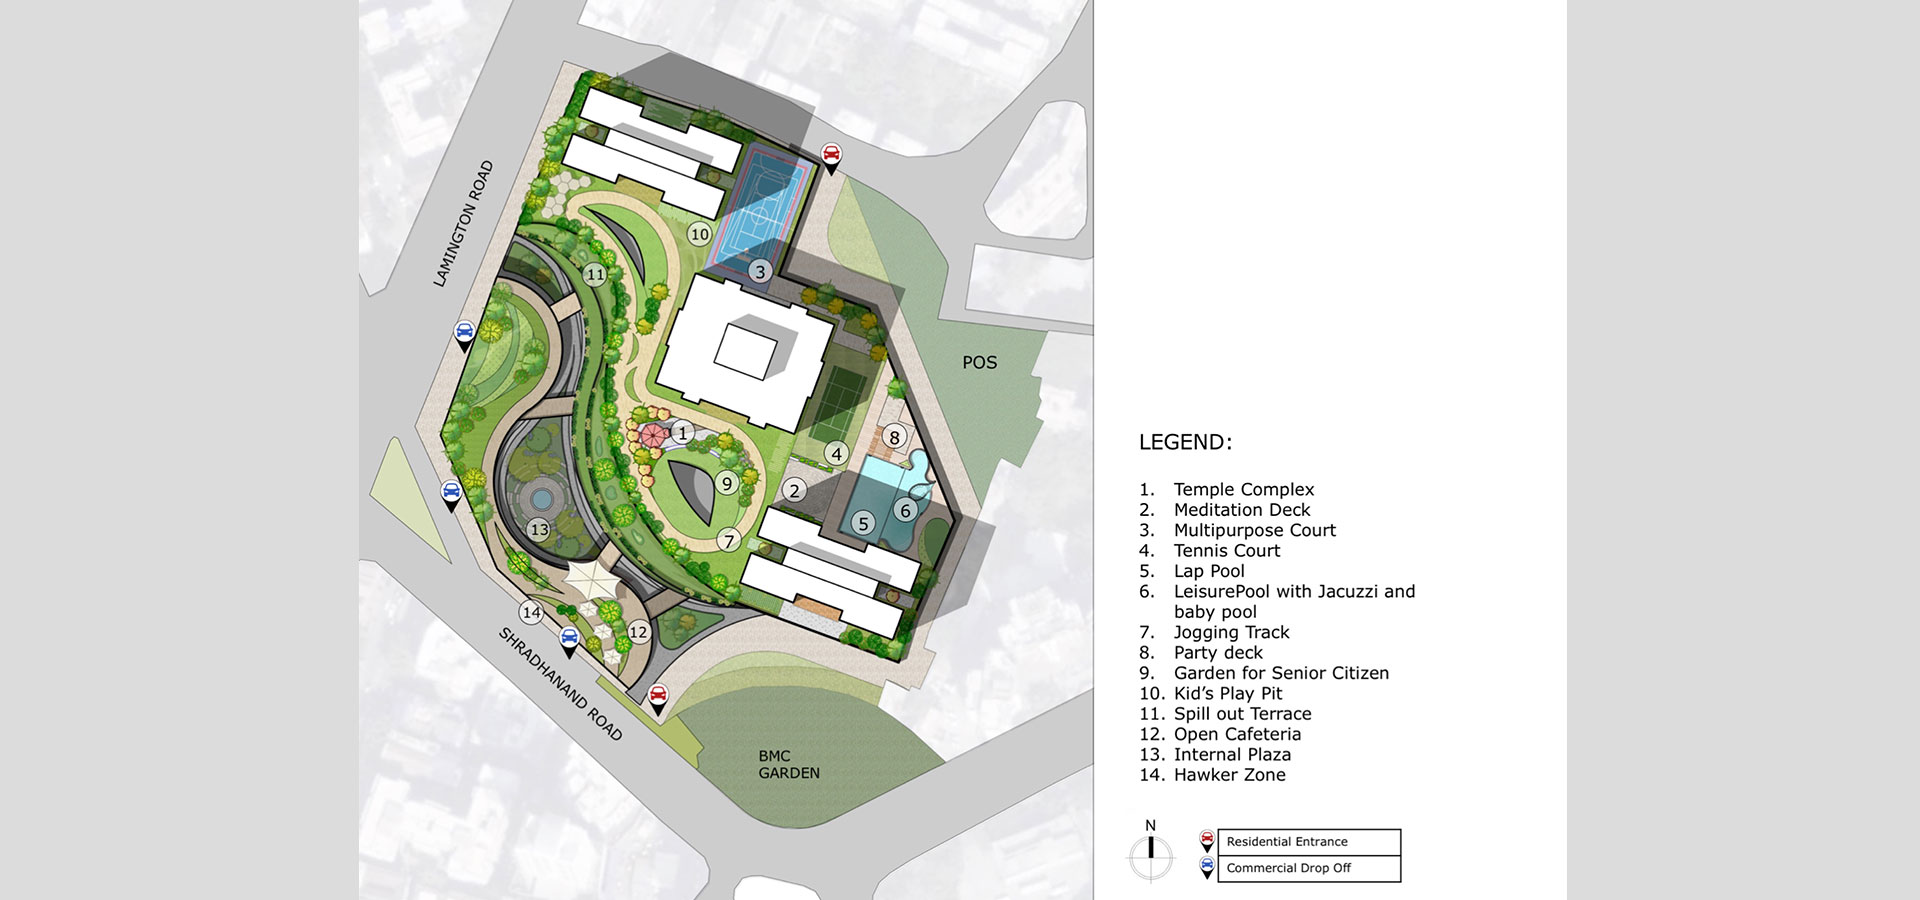 LAMINGTON ROAD
10
3
11
POS
1
8
4
9
2
6
5
13
7
14
12
SHRADHANAND ROAD
BMC
GARDEN
LEGEND:
1. Temple Complex
2. Meditation Deck
3. Multipurpose Court
4. Tennis Court
5. Lap Pool
6. LeisurePool with Jacuzzi and
baby pool
7. Jogging Track
8. Party deck
9. Garden for Senior Citizen
10. Kid’s Play Pit
11. Spill out Terrace
12. Open Cafeteria
13. Internal Plaza
14. Hawker Zone
N
Residential Entrance
Commercial Drop Off